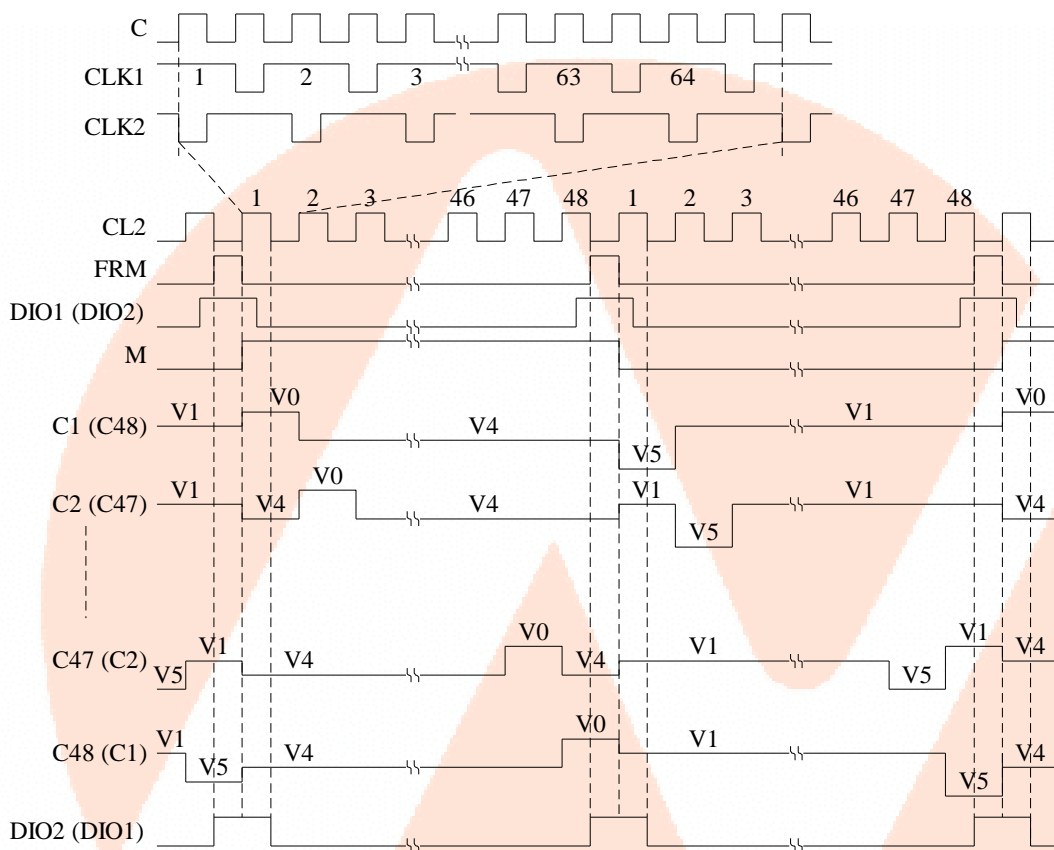 C
CLK1 1 2 3 63 64
CLK2
1 2 3 46 47 48 1 2 3 46 47 48
CL2
FRM
DIO1 (DIO2)
M
V1 V0 V4 V5 V1 V0
C1 (C48)
V1 V4 V0 V4 V1 V5 V1 V4
C2 (C47)
V5 V1 V4 V0 V4 V1 V5 V1 V4
C47 (C2)
V1 V5 V4 V0 V1 V5 V4
C48 (C1)
DIO2 (DIO1)